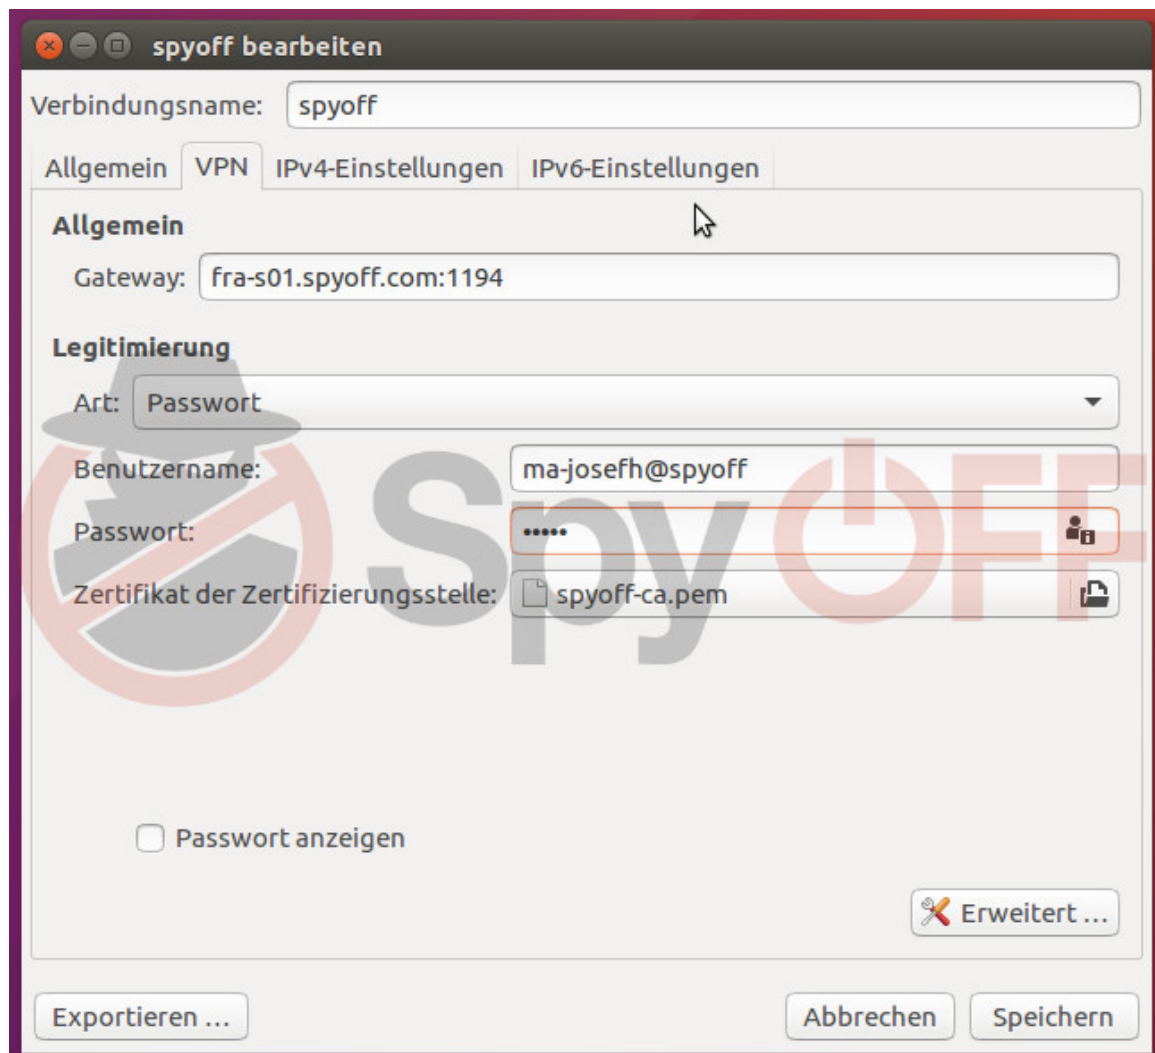 spyoff bearbeiten
Verbindungsname: spyoff
Allgemein VPN IPv4-Einstellungen IPv6-Einstellungen
Allgemein
Gateway: fra-s01.spyoff.com:1194
Legitimierung
Art: Passwort
Benutzername: ma-josefh@spyoff
Passwort: •••••
Zertifikat der Zertifizierungsstelle: spyoff-ca.pem
SpyOFF
Passwort anzeigen
Erweitert ...
Exportieren ... Abbrechen Speichern